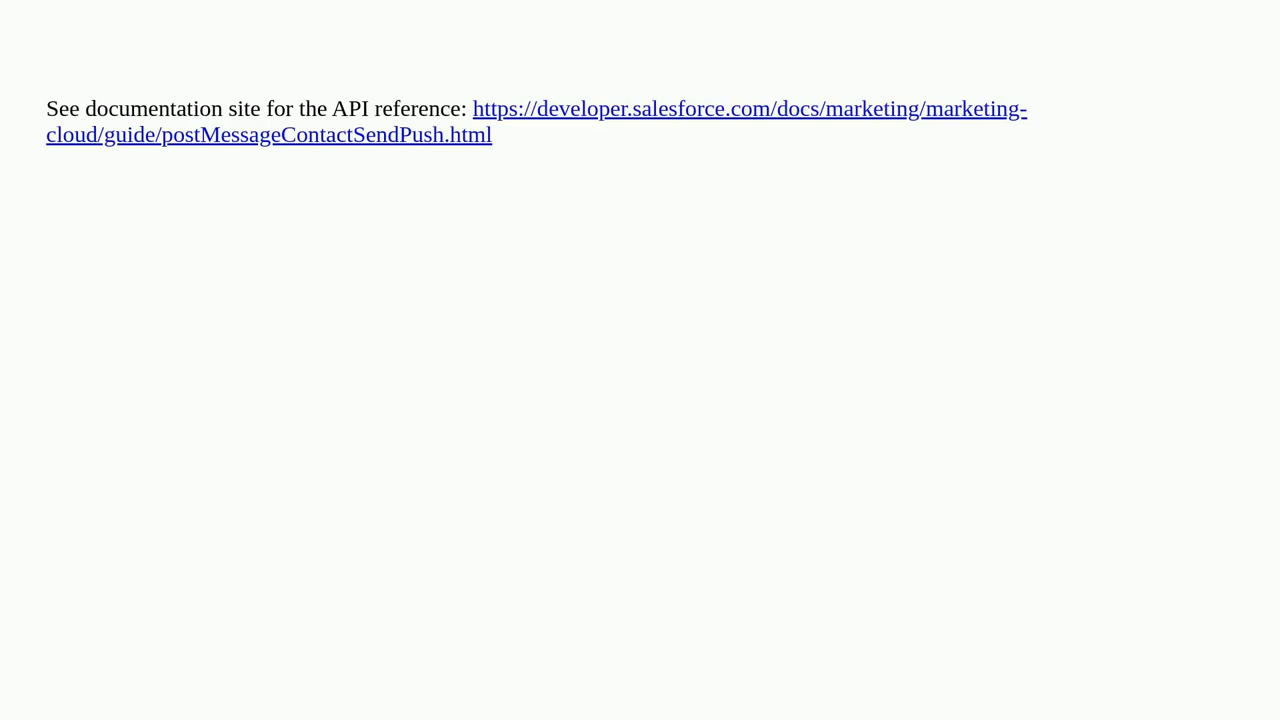 See documentation site for the API reference: https://developer.salesforce.com/docs/marketing/marketing-
cloud/guide/postMessageContactSendPush.html